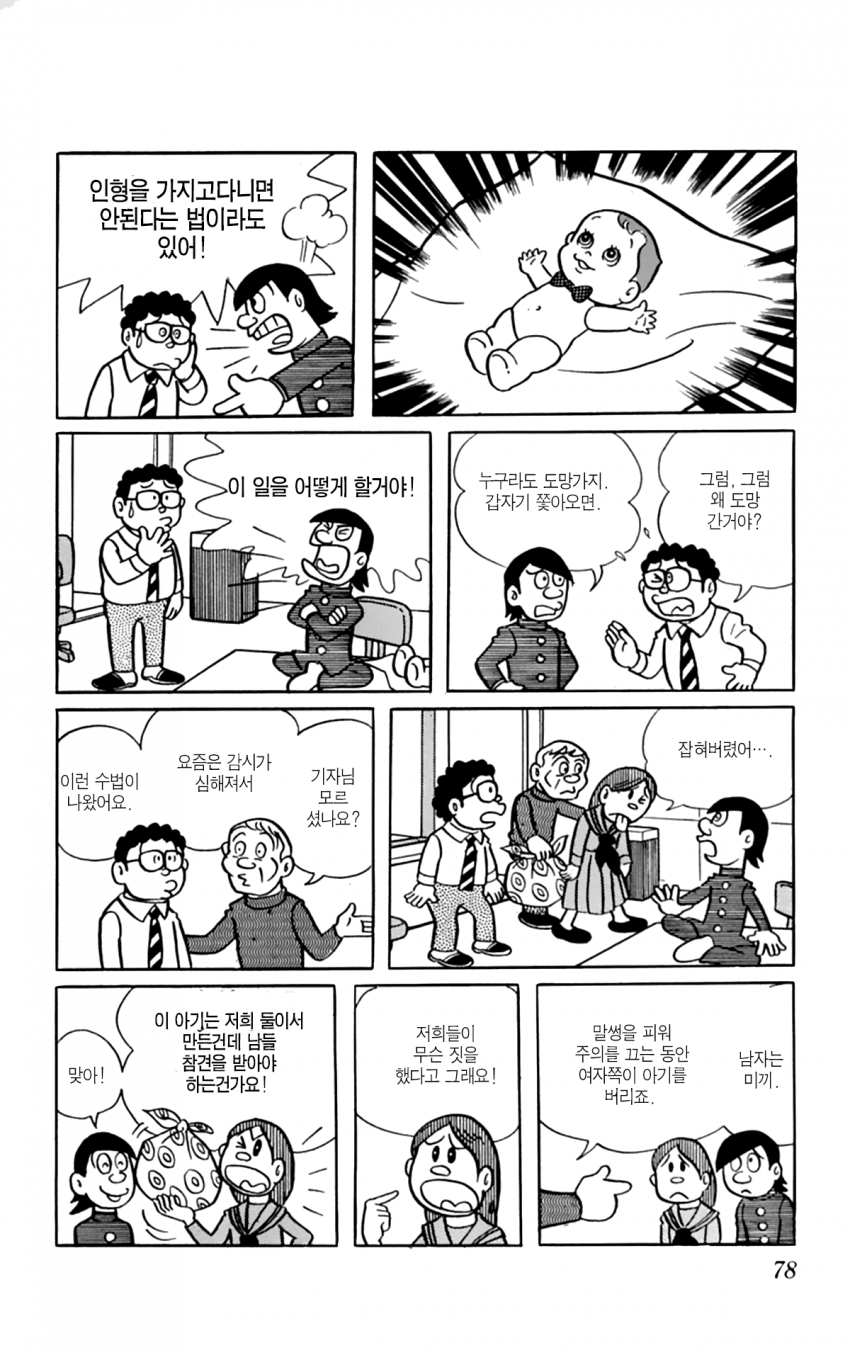 인형을 가지고다니면
안된다는 법이라도
있어!
그럼, 그럼
왜 도망
간거야?
누구라도 도망가지.
갑자기 쫓아오면.
이 일을 어떻게 할거야!
잡혀버렸어….
기자님
모르
셨나요?
요즘은 감시가
심해져서
이런 수법이
나왔어요.
남자는
미끼.
말썽을 피워
주의를 끄는 동안
여자쪽이 아기를
버리죠.
저희들이
무슨 짓을
했다고 그래요!
이 아기는 저희 둘이서
만든건데 남들
참견을 받아야
하는건가요!
맞아!
78